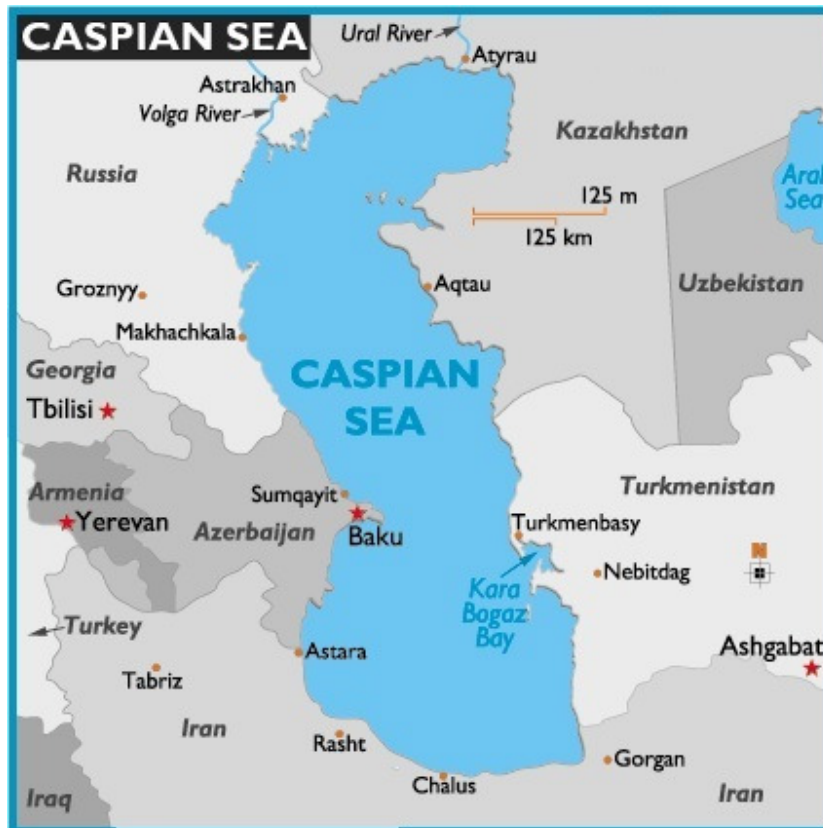 CASPIAN SEA
Ural River
Atyrau
Astrakhan
Volga River
Kazakhstan
Russia
Aral
Sea
125 m
125 km
Uzbekistan
Groznyy
Aqtau
Makhachkala
Georgia
CASPIAN
SEA
Tbilisi
Armenia
Sumqayit
Turkmenistan
Yerevan
Azerbaijan
Baku
Turkmenbasy
N
Nebitdag
Kara
Bogaz
Bay
Turkey
Astara
Ashgabat
Tabriz
Iran
Rasht
Gorgan
Chalus
Iraq
Iran